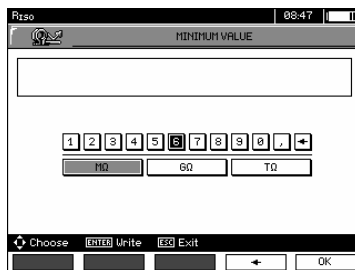 RISO 08:47
MINIMUM VALUE
1 2 3 4 5 6 7 8 9 0 , ←
MΩ GΩ TΩ
Choose ENTER Write ESC Exit
← OK